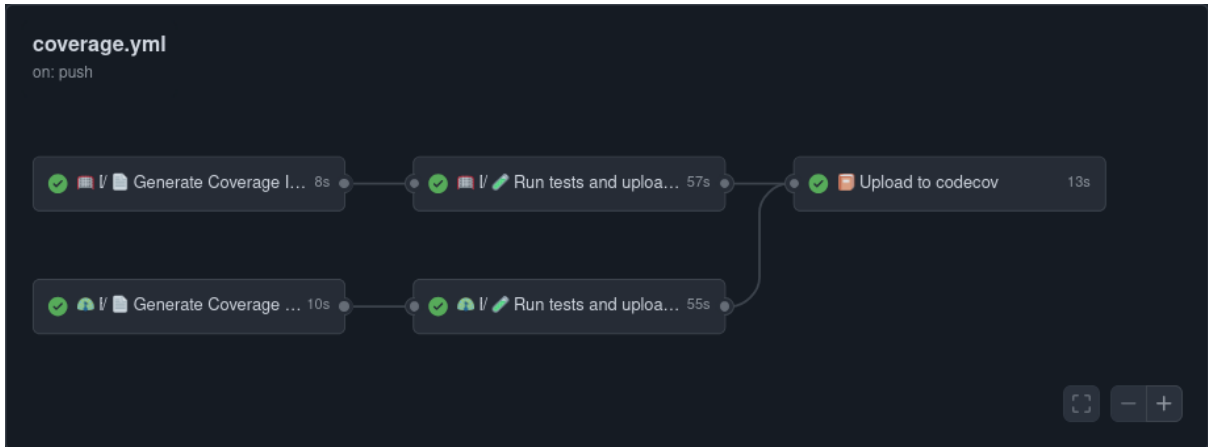 coverage.yml
on: push
🥅 I/ 📄 Generate Coverage I... 8s
I/ 🧪 Run tests and uploa... 57s
📔 Upload to codecov 13s
I/ 📄 Generate Coverage ... 10s
I/ 🧪 Run tests and uploa... 55s